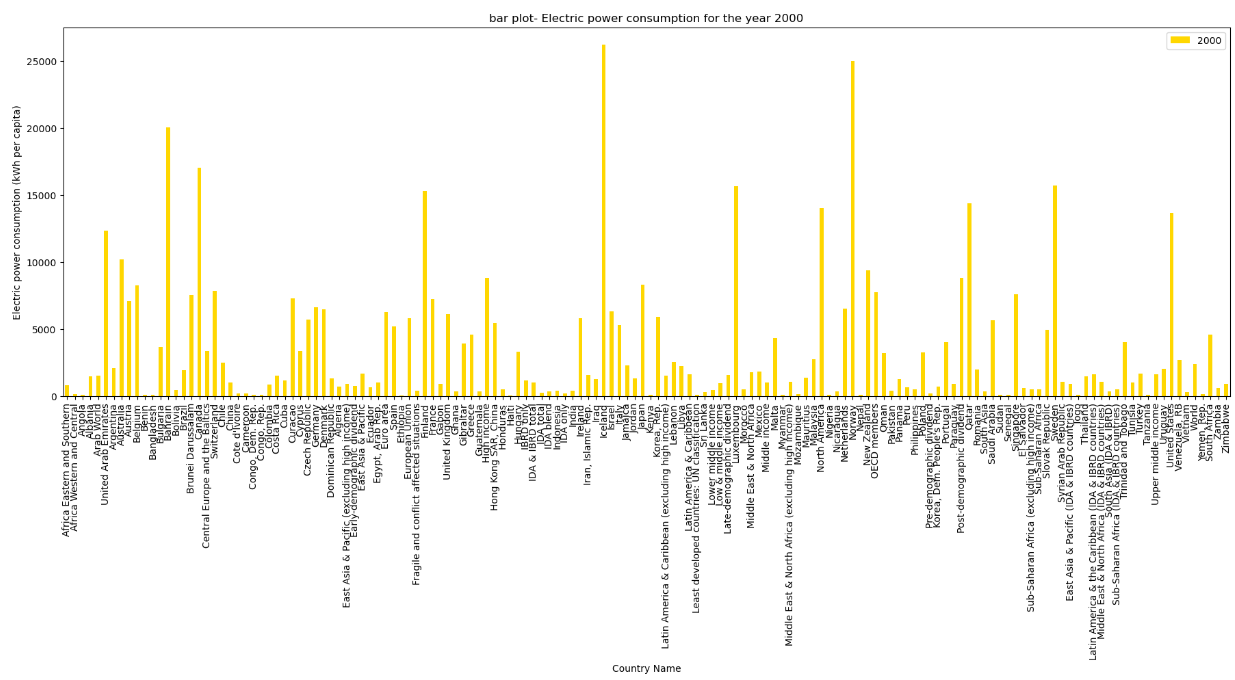 bar plot- Electric power consumption for the year 2000
2000
Electric power consumption (kWh per capita)
25000
20000
15000
10000
5000
0
Africa Eastern and Southern
Africa Western and Central
Angola
Albania
Arab World
United Arab Emirates
Argentina
Australia
Austria
Belgium
Benin
Bangladesh
Bulgaria
Bahrain
Bolivia
Brazil
Brunei Darussalam
Canada
Central Europe and the Baltics
Switzerland
Chile
China
Cote d'Ivoire
Cameroon
Congo, Dem. Rep.
Congo, Rep.
Colombia
Costa Rica
Cuba
Curacao
Cyprus
Czech Republic
Germany
Denmark
Dominican Republic
Algeria
East Asia & Pacific (excluding high income)
Early-demographic dividend
East Asia & Pacific
Ecuador
Egypt, Arab Rep.
Euro area
Spain
Ethiopia
European Union
Fragile and conflict affected situations
Finland
France
Gabon
United Kingdom
Ghana
Gibraltar
Greece
Guatemala
High income
Hong Kong SAR, China
Honduras
Haiti
Hungary
IBRD only
IDA & IBRD total
IDA total
IDA blend
Indonesia
IDA only
India
Ireland
Iran, Islamic Rep.
Iraq
Iceland
Israel
Italy
Jamaica
Jordan
Japan
Kenya
Korea, Rep.
Latin America & Caribbean (excluding high income)
Lebanon
Libya
Latin America & Caribbean
Least developed countries: UN classification
Sri Lanka
Lower middle income
Low & middle income
Late-demographic dividend
Luxembourg
Morocco
Middle East & North Africa
Mexico
Middle income
Malta
Myanmar
Middle East & North Africa (excluding high income)
Mozambique
Mauritius
Malaysia
North America
Nigeria
Nicaragua
Netherlands
Norway
Nepal
New Zealand
OECD members
Oman
Pakistan
Panama
Peru
Philippines
Poland
Pre-demographic dividend
Korea, Dem. People's Rep.
Portugal
Paraguay
Post-demographic dividend
Qatar
Romania
South Asia
Saudi Arabia
Sudan
Senegal
Singapore
El Salvador
Sub-Saharan Africa (excluding high income)
Sub-Saharan Africa
Slovak Republic
Sweden
Syrian Arab Republic
East Asia & Pacific (IDA & IBRD countries)
Togo
Thailand
Latin America & the Caribbean (IDA & IBRD countries)
Middle East & North Africa (IDA & IBRD countries)
South Asia (IDA & IBRD)
Sub-Saharan Africa (IDA & IBRD countries)
Trinidad and Tobago
Tunisia
Turkey
Tanzania
Upper middle income
Uruguay
United States
Venezuela, RB
Vietnam
World
Yemen, Rep.
South Africa
Zambia
Zimbabwe
Country Name